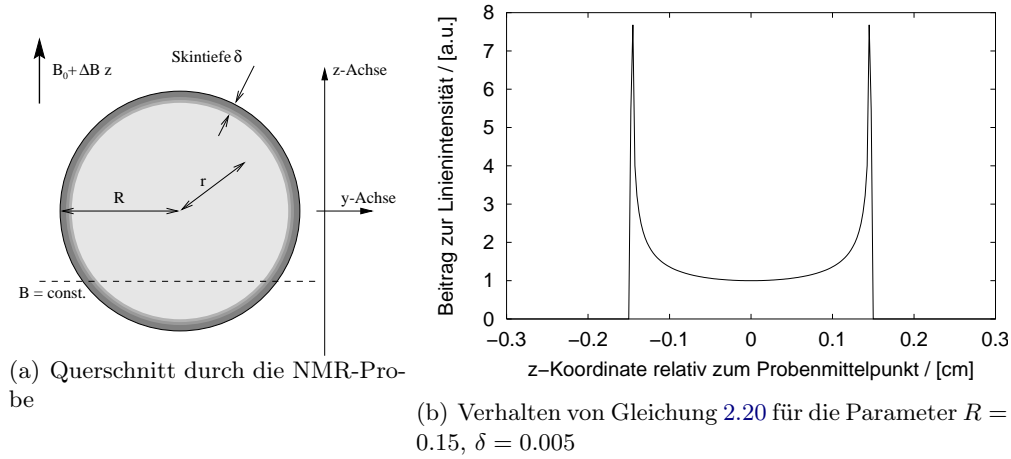 Skintiefe δ
B₀+ ΔB z
z-Achse
r
R
y-Achse
B = const.
(a) Querschnitt durch die NMR-Pro-
be
Beitrag zur Linienintensität / [a.u.]
8
7
6
5
4
3
2
1
0
−0.3
−0.2
−0.1
0
0.1
0.2
0.3
z−Koordinate relativ zum Probenmittelpunkt / [cm]
(b) Verhalten von Gleichung 2.20 für die Parameter R =
0.15, δ = 0.005